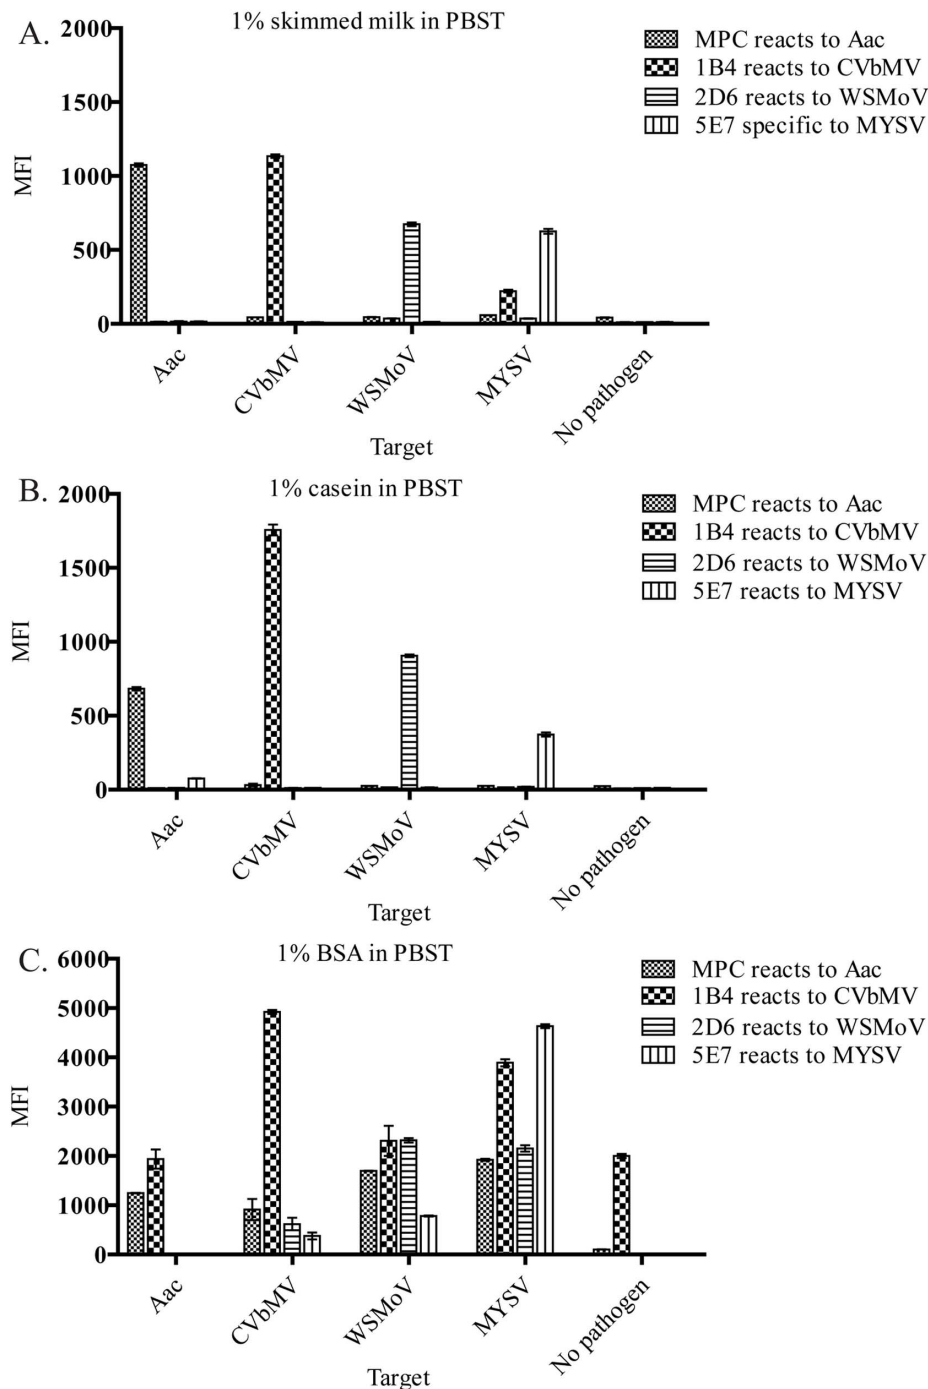 A.
1% skimmed milk in PBST
2000
1500
1000
500
0
MFI
MPC reacts to Aac
1B4 reacts to CVbMV
2D6 reacts to WSMoV
5E7 specific to MYSV
Aac
CVbMV
WSMoV
MYSV
No pathogen
Target
B.
1% casein in PBST
2000
1500
1000
500
0
MFI
MPC reacts to Aac
1B4 reacts to CVbMV
2D6 reacts to WSMoV
5E7 reacts to MYSV
Aac
CVbMV
WSMoV
MYSV
No pathogen
Target
C.
1% BSA in PBST
6000
5000
4000
3000
2000
1000
0
MFI
MPC reacts to Aac
1B4 reacts to CVbMV
2D6 reacts to WSMoV
5E7 reacts to MYSV
Aac
CVbMV
WSMoV
MYSV
No pathogen
Target